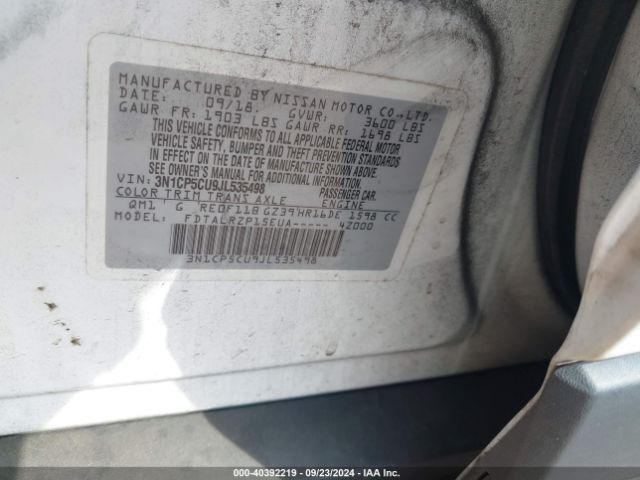 MANUFACTURED BY NISSAN MOTOR CO.,LTD.
DATE: 09/18 GVWR: 3600 LBS
GAWR FR: 1903 LBS GAWR RR: 1698 LBS
THIS VEHICLE CONFORMS TO ALL APPLICABLE FEDERAL MOTOR
VEHICLE SAFETY, BUMPER AND THEFT PREVENTION STANDARDS
IN EFFECT ON THE DATE OF MANUFACTURE SHOWN ABOVE.
SEE OWNERS MANUAL FOR ADDITIONAL INFORMATION.
VIN: 3N1CP5CU9JL535498 PASSENGER CAR
COLOR TRIM TRANS AXLE ENGINE
QM1 G RE0F11B GZ39 HR16DE 1598 CC
MODEL: FDTALRZP15EUA----- 4Z000
3N1CP5CU9JL535498
000-40392219 - 09/23/2024 - IAA Inc.